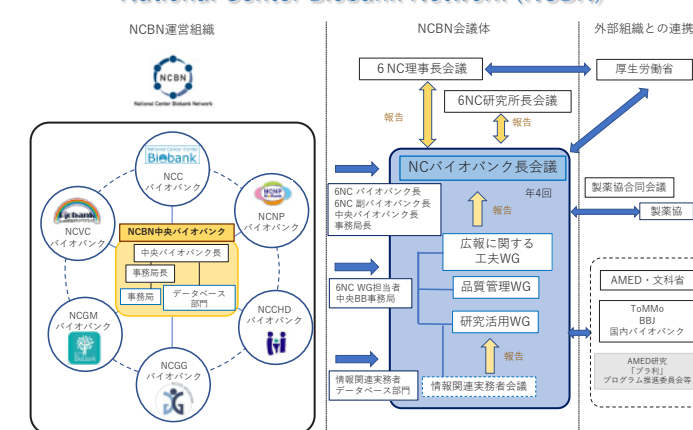 National Center Biobank Network (NCBN)
NCBN運営組織
NCBN
National Center Biobank Network
National Center
Biobank
NCC
バイオバンク
NCNP
バイオバンク
NCVC
バイオバンク
NCBN中央バイオバンク
中央バイオバンク長
事務局長
事務局
データベース
部門
NCGM
バイオバンク
BioBank
NCCHD
バイオバンク
NCGG
バイオバンク
NCBN会議体
6 NC理事長会議
6NC研究所長会議
報告
報告
NCバイオバンク長会議
年4回
報告
6NC バイオバンク長
6NC 副バイオバンク長
中央バイオバンク長
事務局長
広報に関する
工夫WG
6NC WG担当者
中央BB事務局
品質管理WG
研究活用WG
報告
情報関連実務者
データベース部門
情報関連実務者会議
外部組織との連携
厚生労働省
製薬協合同会議
製薬協
AMED・文科省
ToMMo
BBJ
国内バイオバンク
AMED研究
「プラ利」
プログラム推進委員会等